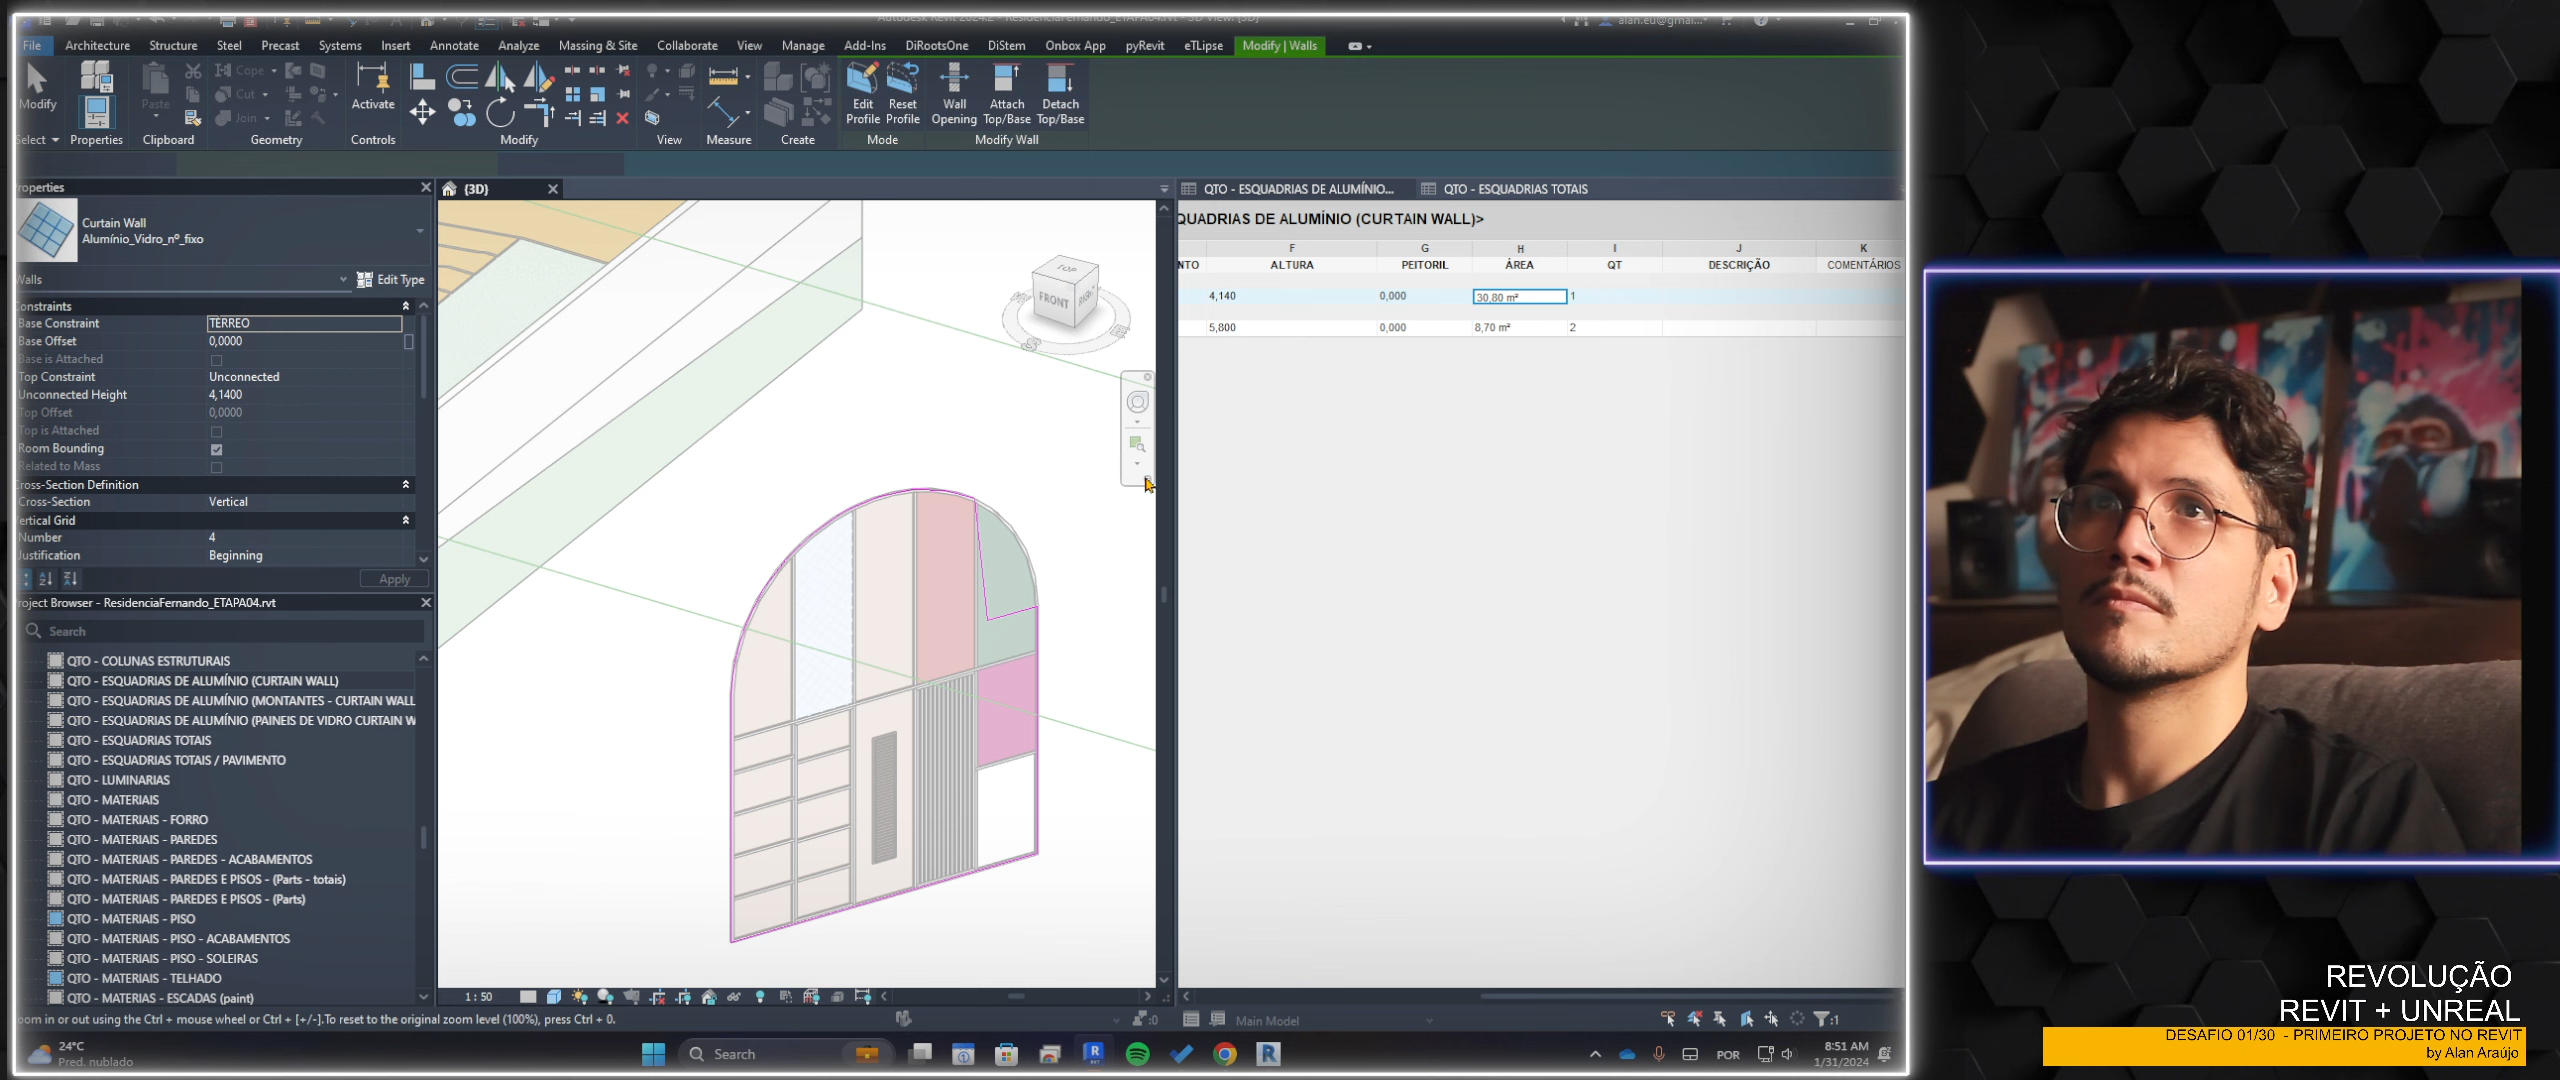 File Architecture Structure Steel Precast Systems Insert Annotate Analyze Massing & Site Collaborate View Manage Add-Ins DiRootsOne DiStem Onbox App pyRevit eTLipse Modify | Walls
Modify Paste Cope Cut Join Activate Edit Profile Reset Profile Wall Opening Attach Top/Base Detach Top/Base
Select Properties Clipboard Geometry Controls Modify View Measure Create Mode Modify Wall
operties
{3D}
QTO - ESQUADRIAS DE ALUMÍNIO...
QTO - ESQUADRIAS TOTAIS
Curtain Wall
Alumínio_Vidro_nº_fixo
Walls
Edit Type
Constraints
Base Constraint TÉRREO
Base Offset 0,0000
Base is Attached
Top Constraint Unconnected
Unconnected Height 4,1400
Top Offset 0,0000
Top is Attached
Room Bounding
Related to Mass
Cross-Section Definition
Cross-Section Vertical
ertical Grid
Number 4
Justification Beginning
Apply
TOP
FRONT
RIGHT
QUADRIAS DE ALUMÍNIO (CURTAIN WALL)>
F G H I J K
NTO ALTURA PEITORIL ÁREA QT DESCRIÇÃO COMENTÁRIOS
4,140 0,000 30,80 m² 1
5,800 0,000 8,70 m² 2
roject Browser - ResidenciaFernando_ETAPA04.rvt
Search
QTO - COLUNAS ESTRUTURAIS
QTO - ESQUADRIAS DE ALUMÍNIO (CURTAIN WALL)
QTO - ESQUADRIAS DE ALUMÍNIO (MONTANTES - CURTAIN WALL
QTO - ESQUADRIAS DE ALUMÍNIO (PAINEIS DE VIDRO CURTAIN W
QTO - ESQUADRIAS TOTAIS
QTO - ESQUADRIAS TOTAIS / PAVIMENTO
QTO - LUMINARIAS
QTO - MATERIAIS
QTO - MATERIAIS - FORRO
QTO - MATERIAIS - PAREDES
QTO - MATERIAIS - PAREDES - ACABAMENTOS
QTO - MATERIAIS - PAREDES E PISOS - (Parts - totais)
QTO - MATERIAIS - PAREDES E PISOS - (Parts)
QTO - MATERIAIS - PISO
QTO - MATERIAIS - PISO - ACABAMENTOS
QTO - MATERIAIS - PISO - SOLEIRAS
QTO - MATERIAIS - TELHADO
QTO - MATERIAS - ESCADAS (paint)
1 : 50
oom in or out using the Ctrl + mouse wheel or Ctrl + [+/-].To reset to the original zoom level (100%), press Ctrl + 0.
:0
Main Model
:1
24°C
Pred. nublado
Search
POR
8:51 AM
1/31/2024
REVOLUÇÃO
REVIT + UNREAL
DESAFIO 01/30 - PRIMEIRO PROJETO NO REVIT
by Alan Araújo